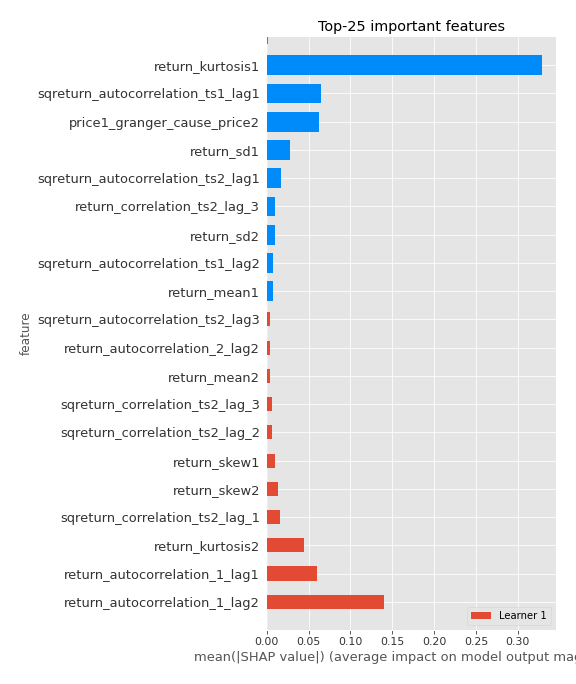 Top-25 important features
return_kurtosis1
sqreturn_autocorrelation_ts1_lag1
price1_granger_cause_price2
return_sd1
sqreturn_autocorrelation_ts2_lag1
return_correlation_ts2_lag_3
return_sd2
sqreturn_autocorrelation_ts1_lag2
return_mean1
sqreturn_autocorrelation_ts2_lag3
return_autocorrelation_2_lag2
return_mean2
sqreturn_correlation_ts2_lag_3
sqreturn_correlation_ts2_lag_2
return_skew1
return_skew2
sqreturn_correlation_ts2_lag_1
return_kurtosis2
return_autocorrelation_1_lag1
return_autocorrelation_1_lag2
feature
Learner 1
0.00 0.05 0.10 0.15 0.20 0.25 0.30
mean(|SHAP value|) (average impact on model output mag